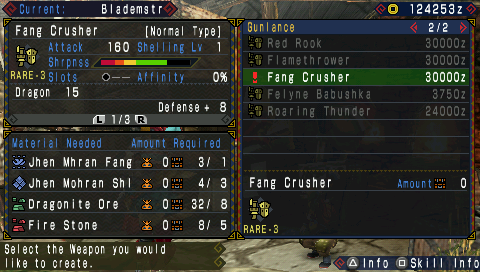 Current: Blademstr
124253z
Fang Crusher [Normal Type]
Attack 160 Shelling Lv 1
Shrpnss
RARE-3 Slots ●—— Affinity 0%
Dragon 15
Defense+ 8
L 1/3 R
Material Needed Amount Required
Jhen Mhran Fang 0 3/ 1
Jhen Mohran Shl 0 4/ 3
Dragonite Ore 0 32/ 8
Fire Stone 0 8/ 5
Gunlance 2/2
Red Rook 30000z
Flamethrower 30000z
Fang Crusher 30000z
Felyne Babushka 3750z
Roaring Thunder 24000z
Fang Crusher Amount 0
RARE-3
Select the Weapon you would
like to create.
△ Info □ Skill Info